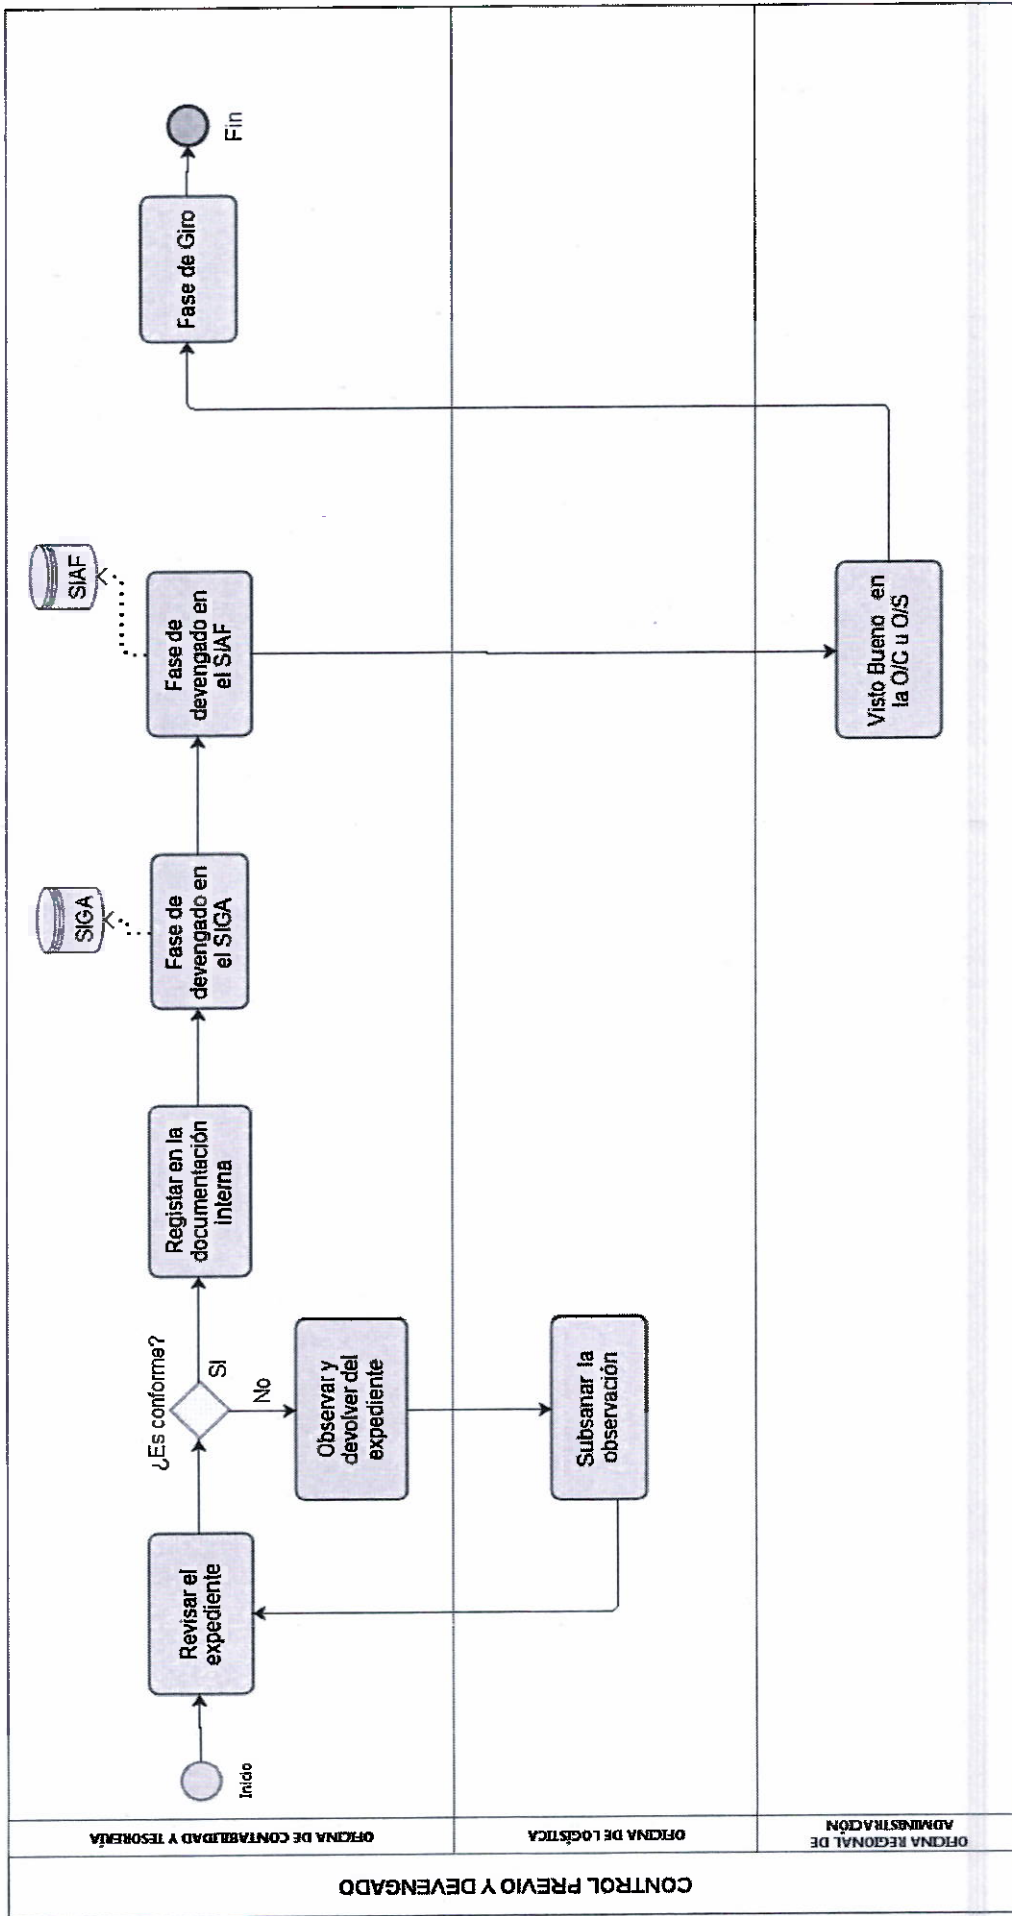 CONTROL PREVIO Y DEVENGADO
OFICINA DE CONTABILIDAD Y TESORERÍA
OFICINA DE LOGÍSTICA
OFICINA REGIONAL DE
ADMINISTRACIÓN
Inicio
Revisar el
expediente
¿Es conforme?
SI
No
Observar y
devolver del
expediente
Subsanar la
observación
Registar en la
documentación
interna
Fase de
devengado en
el SIGA
SIGA
Fase de
devengado en
el SIAF
SIAF
Visto Bueno en
la O/C u O/S
Fase de Giro
Fin